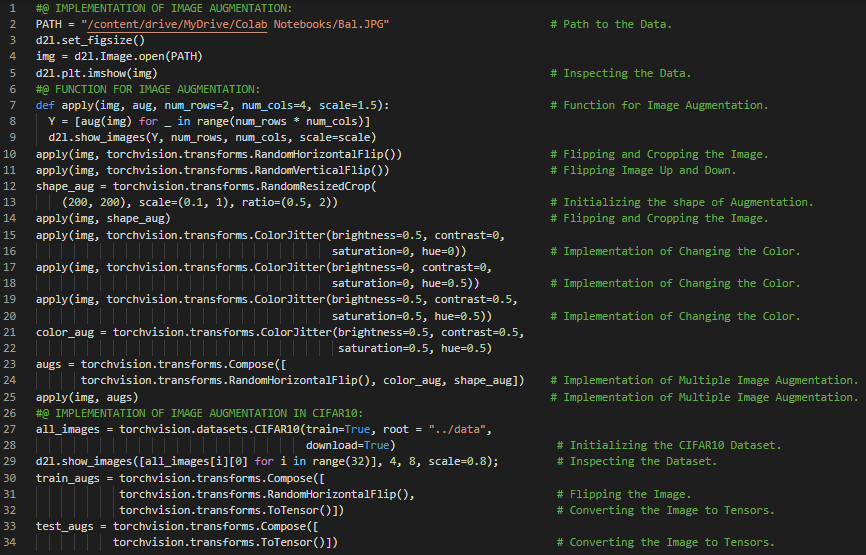 1 #@ IMPLEMENTATION OF IMAGE AUGMENTATION:
2 PATH = "/content/drive/MyDrive/Colab Notebooks/Bal.JPG" # Path to the Data.
3 d2l.set_figsize()
4 img = d2l.Image.open(PATH)
5 d2l.plt.imshow(img) # Inspecting the Data.
6 #@ FUNCTION FOR IMAGE AUGMENTATION:
7 def apply(img, aug, num_rows=2, num_cols=4, scale=1.5): # Function for Image Augmentation.
8 Y = [aug(img) for _ in range(num_rows * num_cols)]
9 d2l.show_images(Y, num_rows, num_cols, scale=scale)
10 apply(img, torchvision.transforms.RandomHorizontalFlip()) # Flipping and Cropping the Image.
11 apply(img, torchvision.transforms.RandomVerticalFlip()) # Flipping Image Up and Down.
12 shape_aug = torchvision.transforms.RandomResizedCrop(
13 (200, 200), scale=(0.1, 1), ratio=(0.5, 2)) # Initializing the shape of Augmentation.
14 apply(img, shape_aug) # Flipping and Cropping the Image.
15 apply(img, torchvision.transforms.ColorJitter(brightness=0.5, contrast=0,
16 saturation=0, hue=0)) # Implementation of Changing the Color.
17 apply(img, torchvision.transforms.ColorJitter(brightness=0, contrast=0,
18 saturation=0, hue=0.5)) # Implementation of Changing the Color.
19 apply(img, torchvision.transforms.ColorJitter(brightness=0.5, contrast=0.5,
20 saturation=0.5, hue=0.5)) # Implementation of Changing the Color.
21 color_aug = torchvision.transforms.ColorJitter(brightness=0.5, contrast=0.5,
22 saturation=0.5, hue=0.5)
23 augs = torchvision.transforms.Compose([
24 torchvision.transforms.RandomHorizontalFlip(), color_aug, shape_aug]) # Implementation of Multiple Image Augmentation.
25 apply(img, augs) # Implementation of Multiple Image Augmentation.
26 #@ IMPLEMENTATION OF IMAGE AUGMENTATION IN CIFAR10:
27 all_images = torchvision.datasets.CIFAR10(train=True, root = "../data",
28 download=True) # Initializing the CIFAR10 Dataset.
29 d2l.show_images([all_images[i][0] for i in range(32)], 4, 8, scale=0.8); # Inspecting the Dataset.
30 train_augs = torchvision.transforms.Compose([
31 torchvision.transforms.RandomHorizontalFlip(), # Flipping the Image.
32 torchvision.transforms.ToTensor()]) # Converting the Image to Tensors.
33 test_augs = torchvision.transforms.Compose([
34 torchvision.transforms.ToTensor()]) # Converting the Image to Tensors.